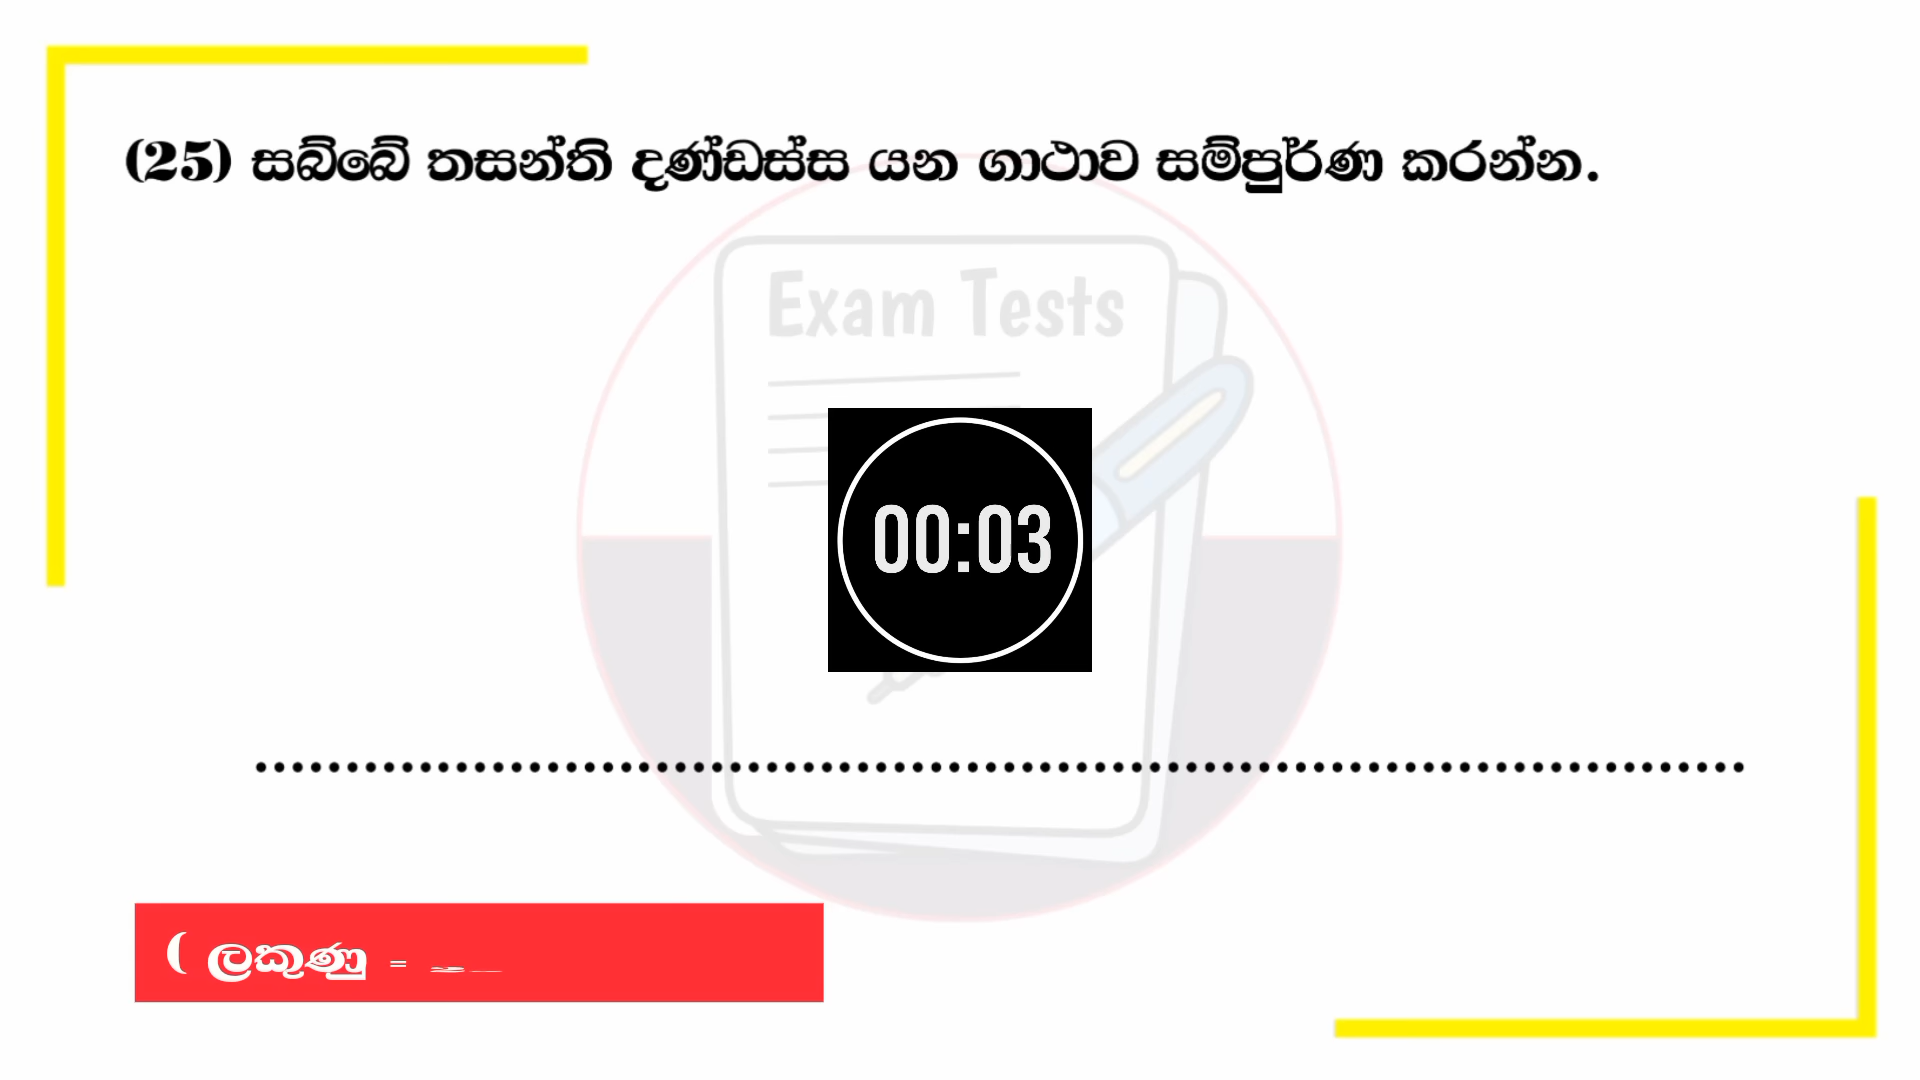 (25) සබ්බේ තසන්ති දණ්ඩස්ස යන ගාථාව සම්පුර්ණ කරන්න.
Exam Tests
00:03
................................................................................
( ලකුණු =